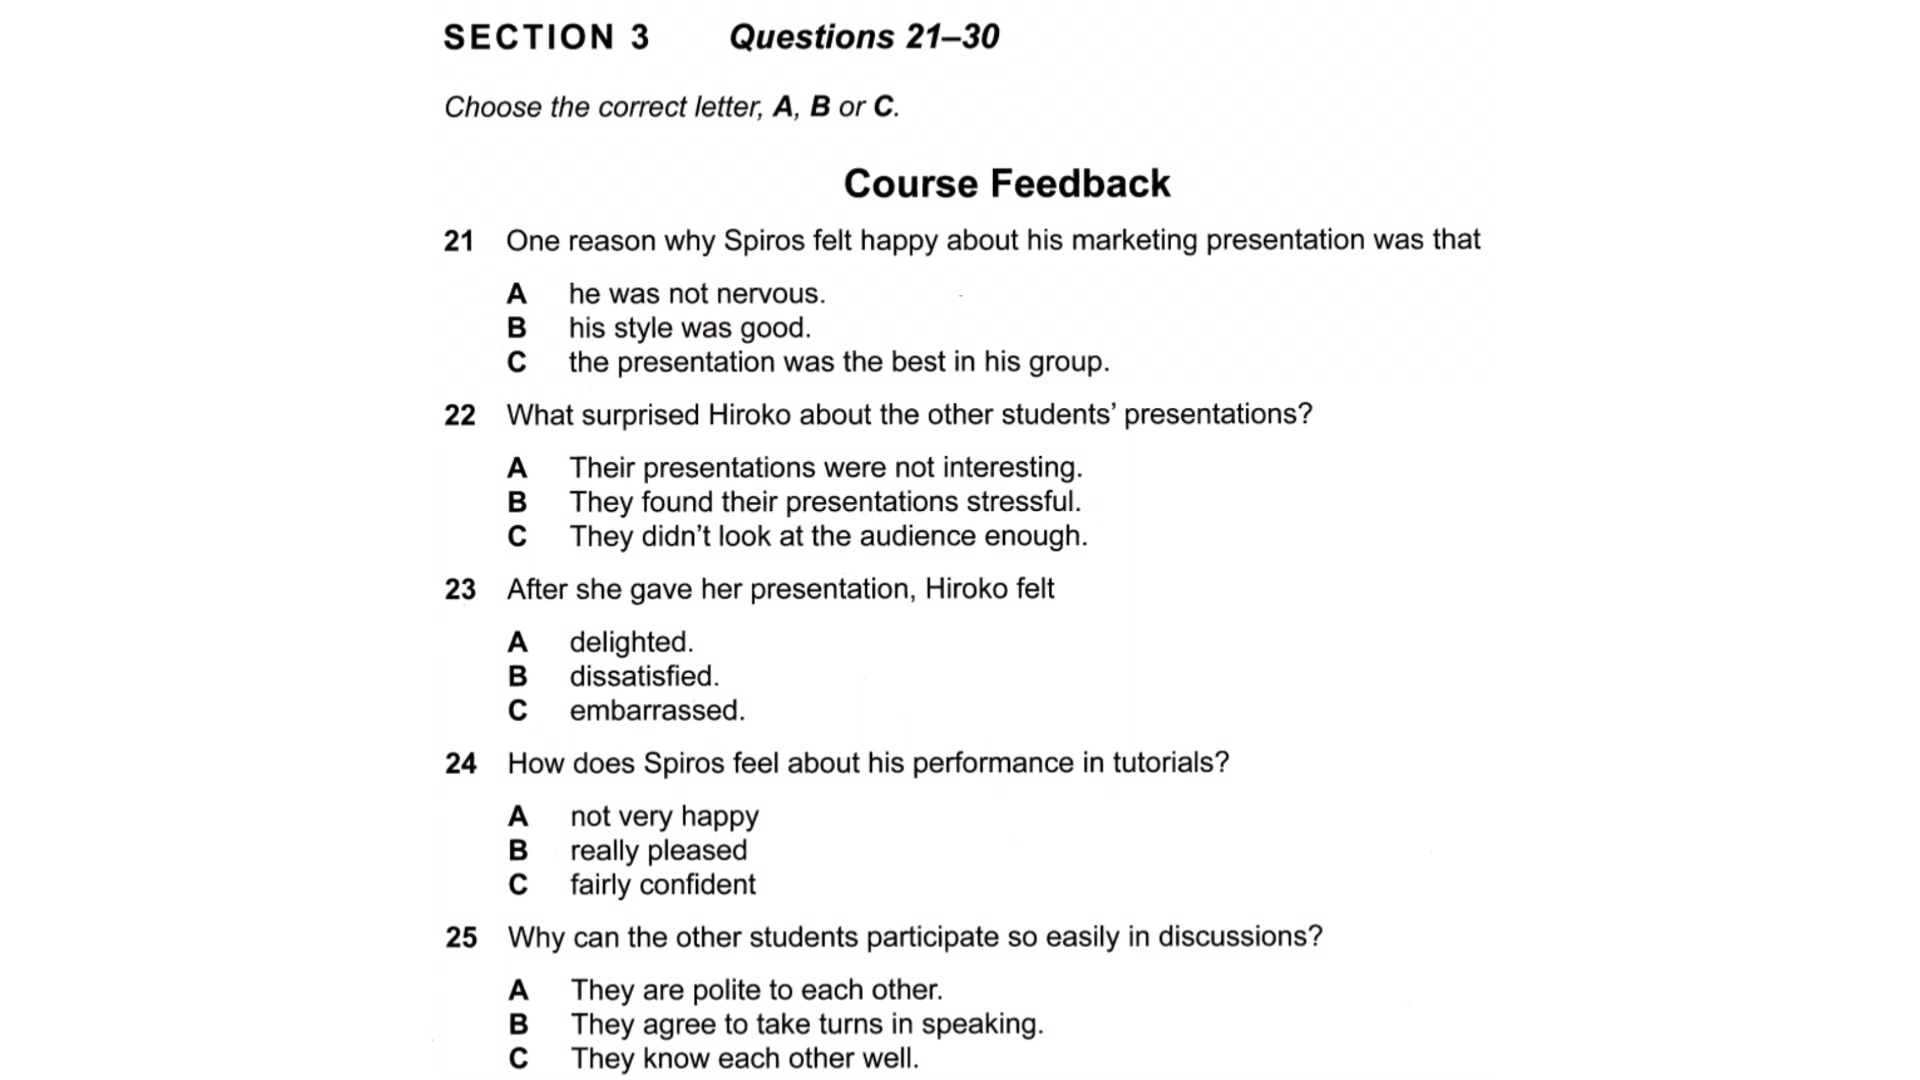 SECTION 3 Questions 21–30
Choose the correct letter, A, B or C.
Course Feedback
21 One reason why Spiros felt happy about his marketing presentation was that
A he was not nervous.
B his style was good.
C the presentation was the best in his group.
22 What surprised Hiroko about the other students’ presentations?
A Their presentations were not interesting.
B They found their presentations stressful.
C They didn’t look at the audience enough.
23 After she gave her presentation, Hiroko felt
A delighted.
B dissatisfied.
C embarrassed.
24 How does Spiros feel about his performance in tutorials?
A not very happy
B really pleased
C fairly confident
25 Why can the other students participate so easily in discussions?
A They are polite to each other.
B They agree to take turns in speaking.
C They know each other well.